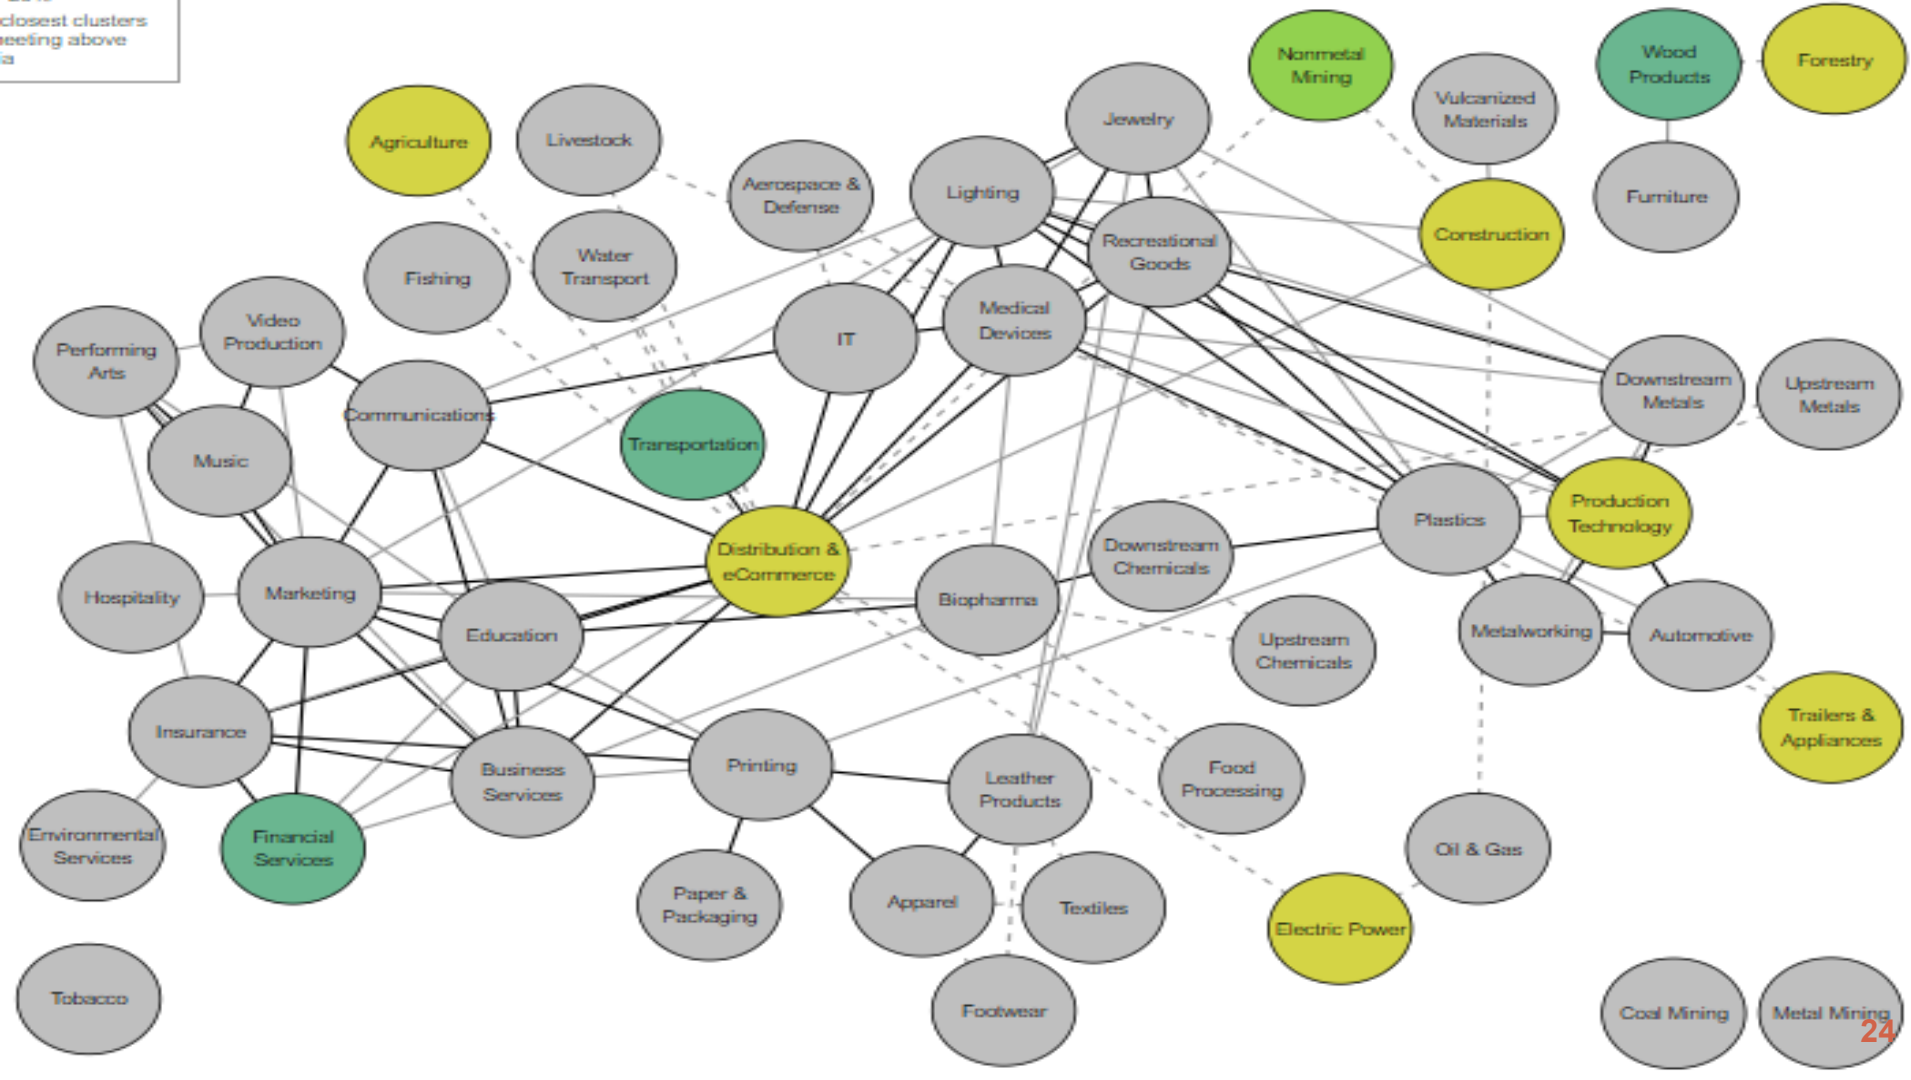 closest clusters
Nonmetal
Mining
Wood
Products
Forestry
Vulcanized
Materials
Jewelry
Agriculture
Livestock
Aerospace &
Defense
Lighting
Furniture
Construction
Recreational
Goods
Water
Transport
Fishing
Medical
Devices
IT
Video
Production
Performing
Arts
Communications
Downstream
Metals
Upstream
Metals
Transportation
Music
Plastics
Production
Technology
Distribution &
eCommerce
Downstream
Chemicals
Hospitality
Marketing
Education
Biopharma
Upstream
Chemicals
Metalworking
Automotive
Insurance
Business
Services
Printing
Leather
Products
Food
Processing
Trailers &
Appliances
Environmental
Services
Financial
Services
Oil & Gas
Paper &
Packaging
Apparel
Textiles
Electric Power
Tobacco
Footwear
Coal Mining
Metal Mining
24